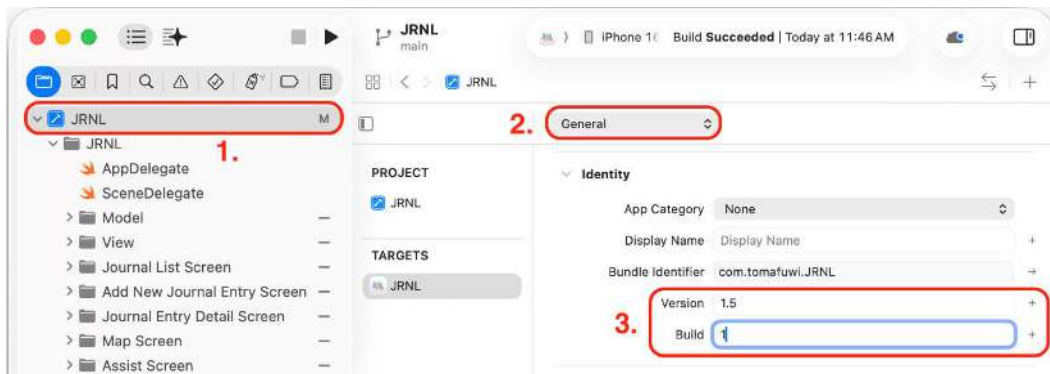 JRNL
main
iPhone 16 Build Succeeded | Today at 11:46 AM
JRNL
JRNL M
1.
2. General
JRNL
AppDelegate
SceneDelegate
Model
View
Journal List Screen
Add New Journal Entry Screen
Journal Entry Detail Screen
Map Screen
Assist Screen
PROJECT
JRNL
TARGETS
JRNL
Identity
App Category None
Display Name Display Name
Bundle Identifier com.tomafuwi.JRNL
3.
Version 1.5
Build 1